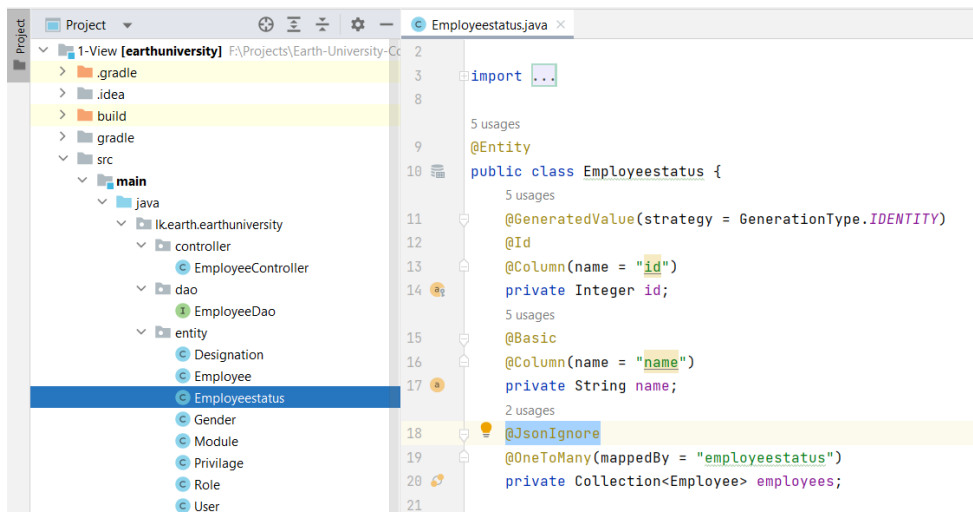 Project
Project
Employeestatus.java
1-View [earthuniversity] F:\Projects\Earth-University-Cc
.gradle
.idea
build
gradle
src
main
java
lk.earth.earthuniversity
controller
EmployeeController
dao
EmployeeDao
entity
Designation
Employee
Employeestatus
Gender
Module
Privilage
Role
User
2
3 import ...
8
5 usages
9 @Entity
10 public class Employeestatus {
5 usages
11 @GeneratedValue(strategy = GenerationType.IDENTITY)
12 @Id
13 @Column(name = "id")
14 private Integer id;
5 usages
15 @Basic
16 @Column(name = "name")
17 private String name;
2 usages
18 @JsonIgnore
19 @OneToMany(mappedBy = "employeestatus")
20 private Collection<Employee> employees;
21